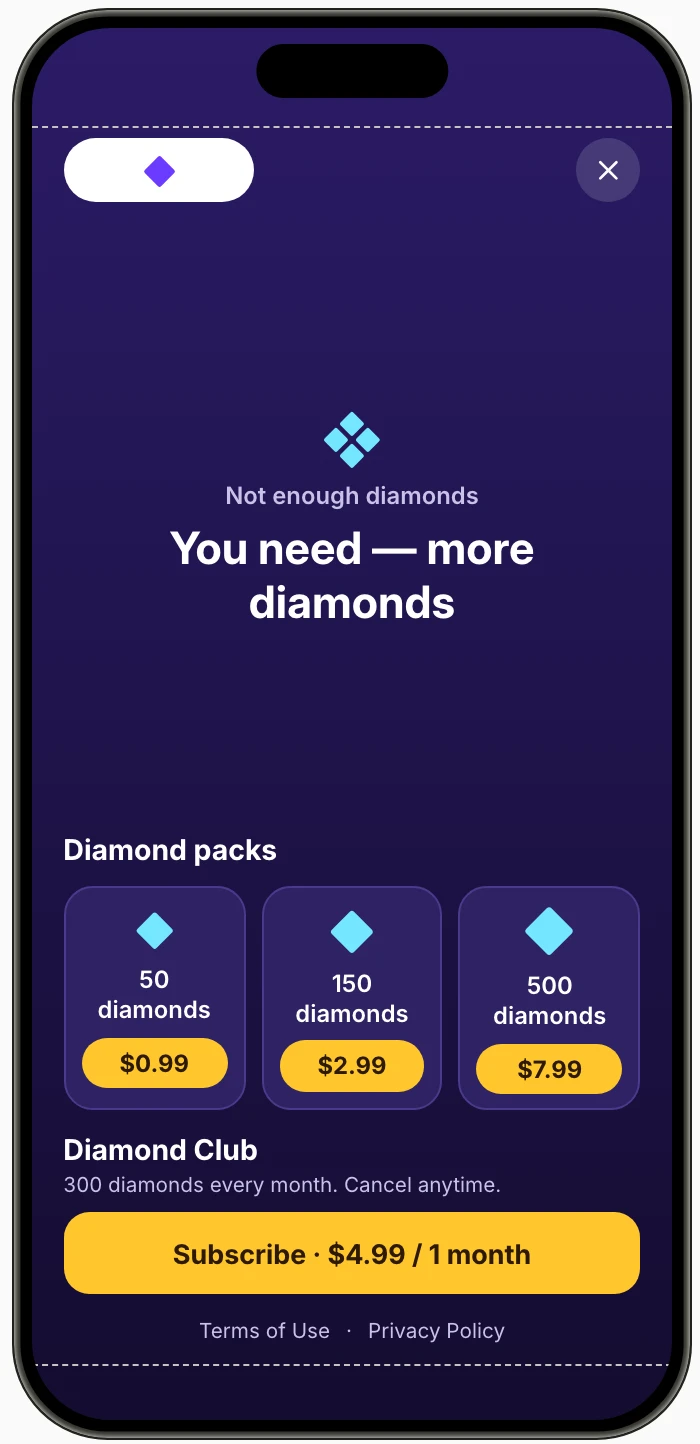 Not enough diamonds
You need — more
diamonds
Diamond packs
50
diamonds
$0.99
150
diamonds
$2.99
500
diamonds
$7.99
Diamond Club
300 diamonds every month. Cancel anytime.
Subscribe · $4.99 / 1 month
Terms of Use · Privacy Policy